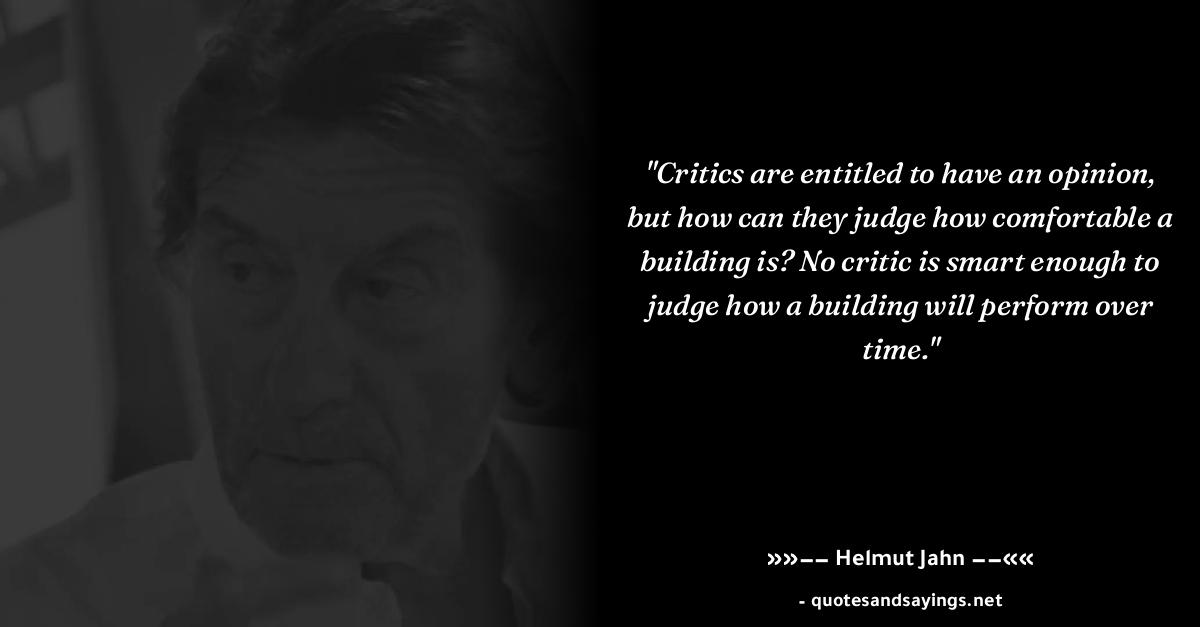 "Critics are entitled to have an opinion,
but how can they judge how comfortable a
building is? No critic is smart enough to
judge how a building will perform over
time."
»»–– Helmut Jahn ––««
- quotesandsayings.net